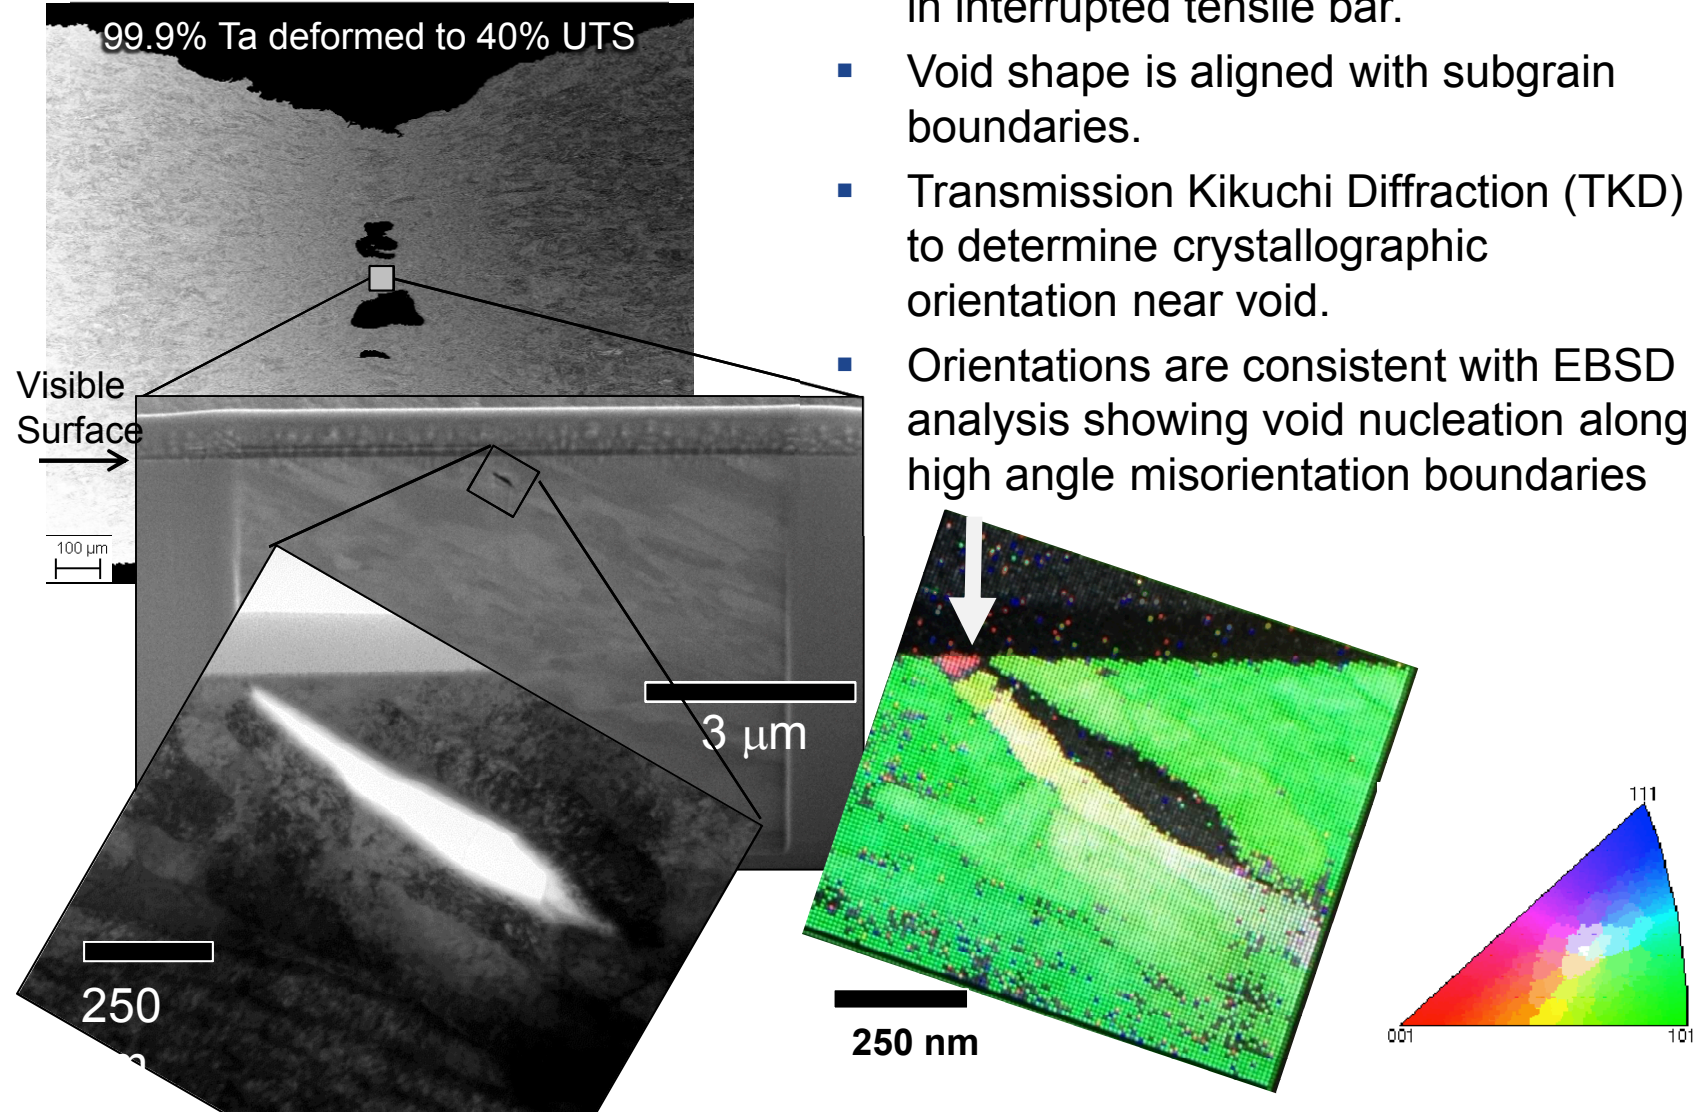 99.9% Ta deformed to 40% UTS
in interrupted tensile bar.
▪ Void shape is aligned with subgrain
boundaries.
▪ Transmission Kikuchi Diffraction (TKD)
to determine crystallographic
orientation near void.
▪ Orientations are consistent with EBSD
analysis showing void nucleation along
high angle misorientation boundaries
Visible
Surface
100 µm
3 µm
250
250 nm
111
001
101